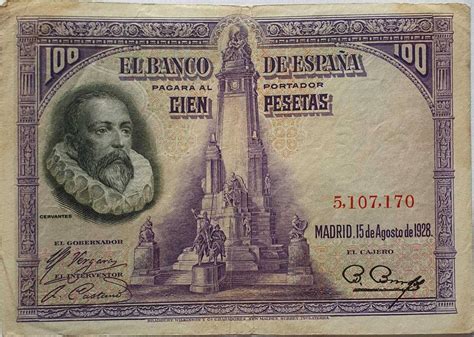 100 EL BANCO DE ESPAÑA 100
PAGARA AL PORTADOR
CIEN PESETAS
5,107,170
CERVANTES
MADRID, 15 de Agosto de 1928.
EL GOBERNADOR
EL CAJERO
EL INTERVENTOR